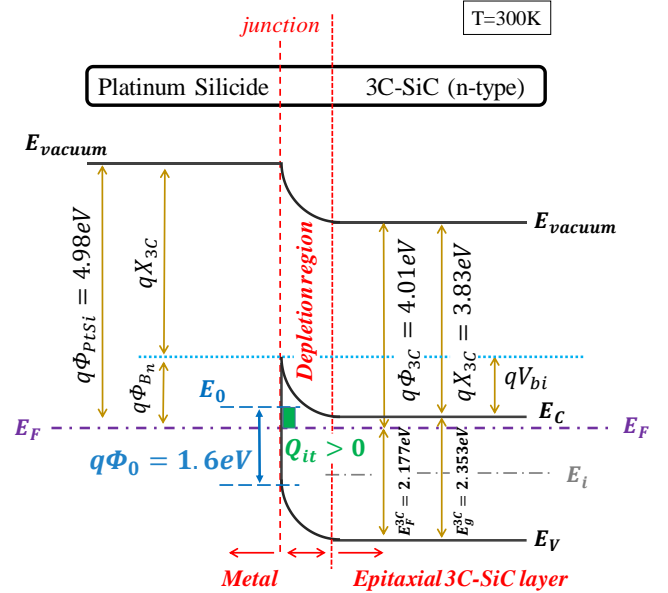 junction
T=300K
Platinum Silicide
3C-SiC (n-type)
E_vacuum
E_vacuum
qΦ_PtSi = 4.98eV
qX_3C
qΦ_Bn
Depletion region
qΦ_3C = 4.01eV
qX_3C = 3.83eV
qV_bi
E_0
E_C
E_F
E_F
Q_it > 0
qΦ_0 = 1.6eV
E_F^3C = 2.177eV
E_g^3C = 2.353eV
E_i
E_V
Metal
Epitaxial 3C-SiC layer